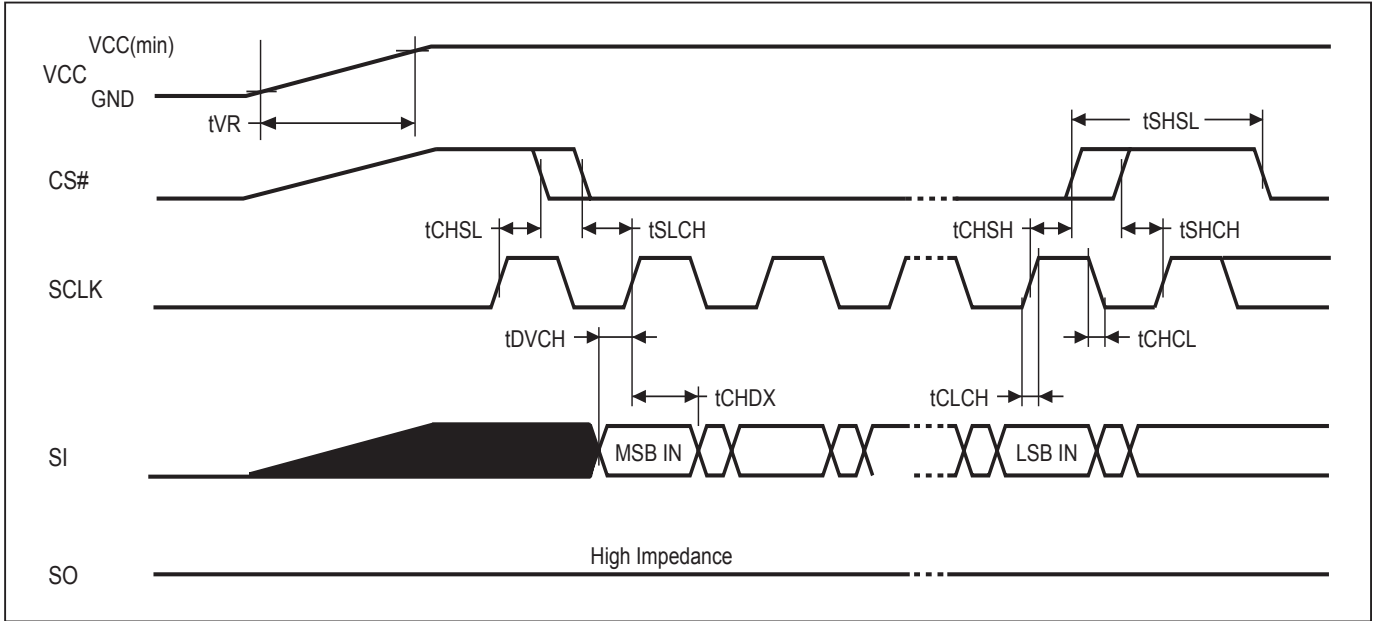 VCC(min)
VCC
GND
tVR
tSHSL
CS#
tCHSL
tSLCH
tCHSH
tSHCH
SCLK
tDVCH
tCHCL
tCHDX
tCLCH
SI
MSB IN
LSB IN
High Impedance
SO